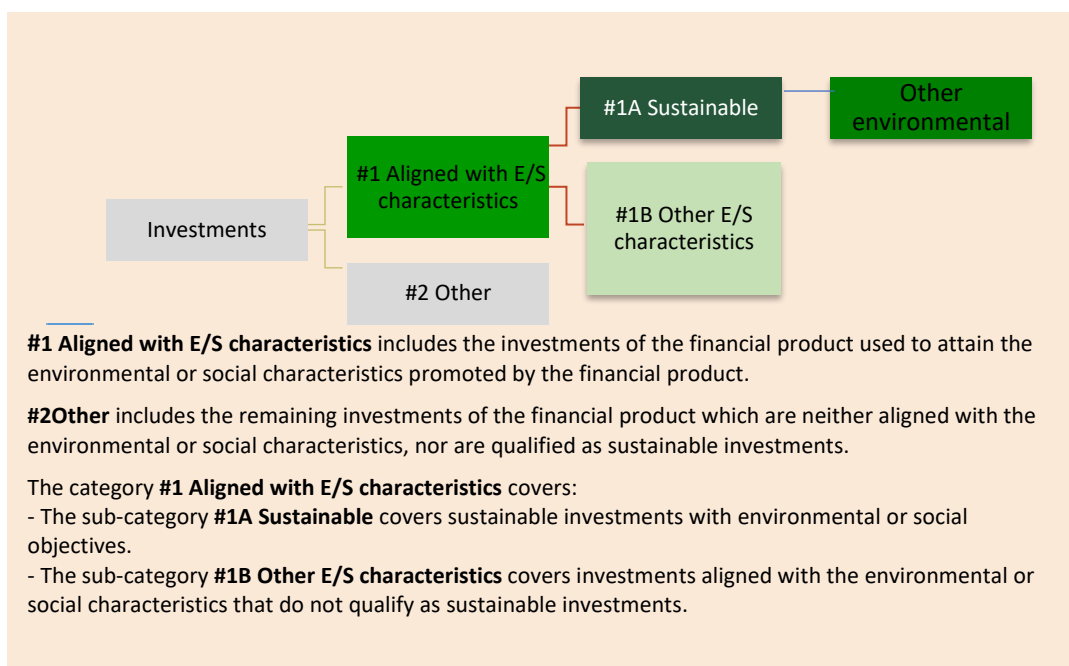 #1A Sustainable
Other
environmental
#1 Aligned with E/S
characteristics
#1B Other E/S
characteristics
Investments
#2 Other
#1 Aligned with E/S characteristics includes the investments of the financial product used to attain the
environmental or social characteristics promoted by the financial product.
#2Other includes the remaining investments of the financial product which are neither aligned with the
environmental or social characteristics, nor are qualified as sustainable investments.
The category #1 Aligned with E/S characteristics covers:
- The sub-category #1A Sustainable covers sustainable investments with environmental or social
objectives.
- The sub-category #1B Other E/S characteristics covers investments aligned with the environmental or
social characteristics that do not qualify as sustainable investments.